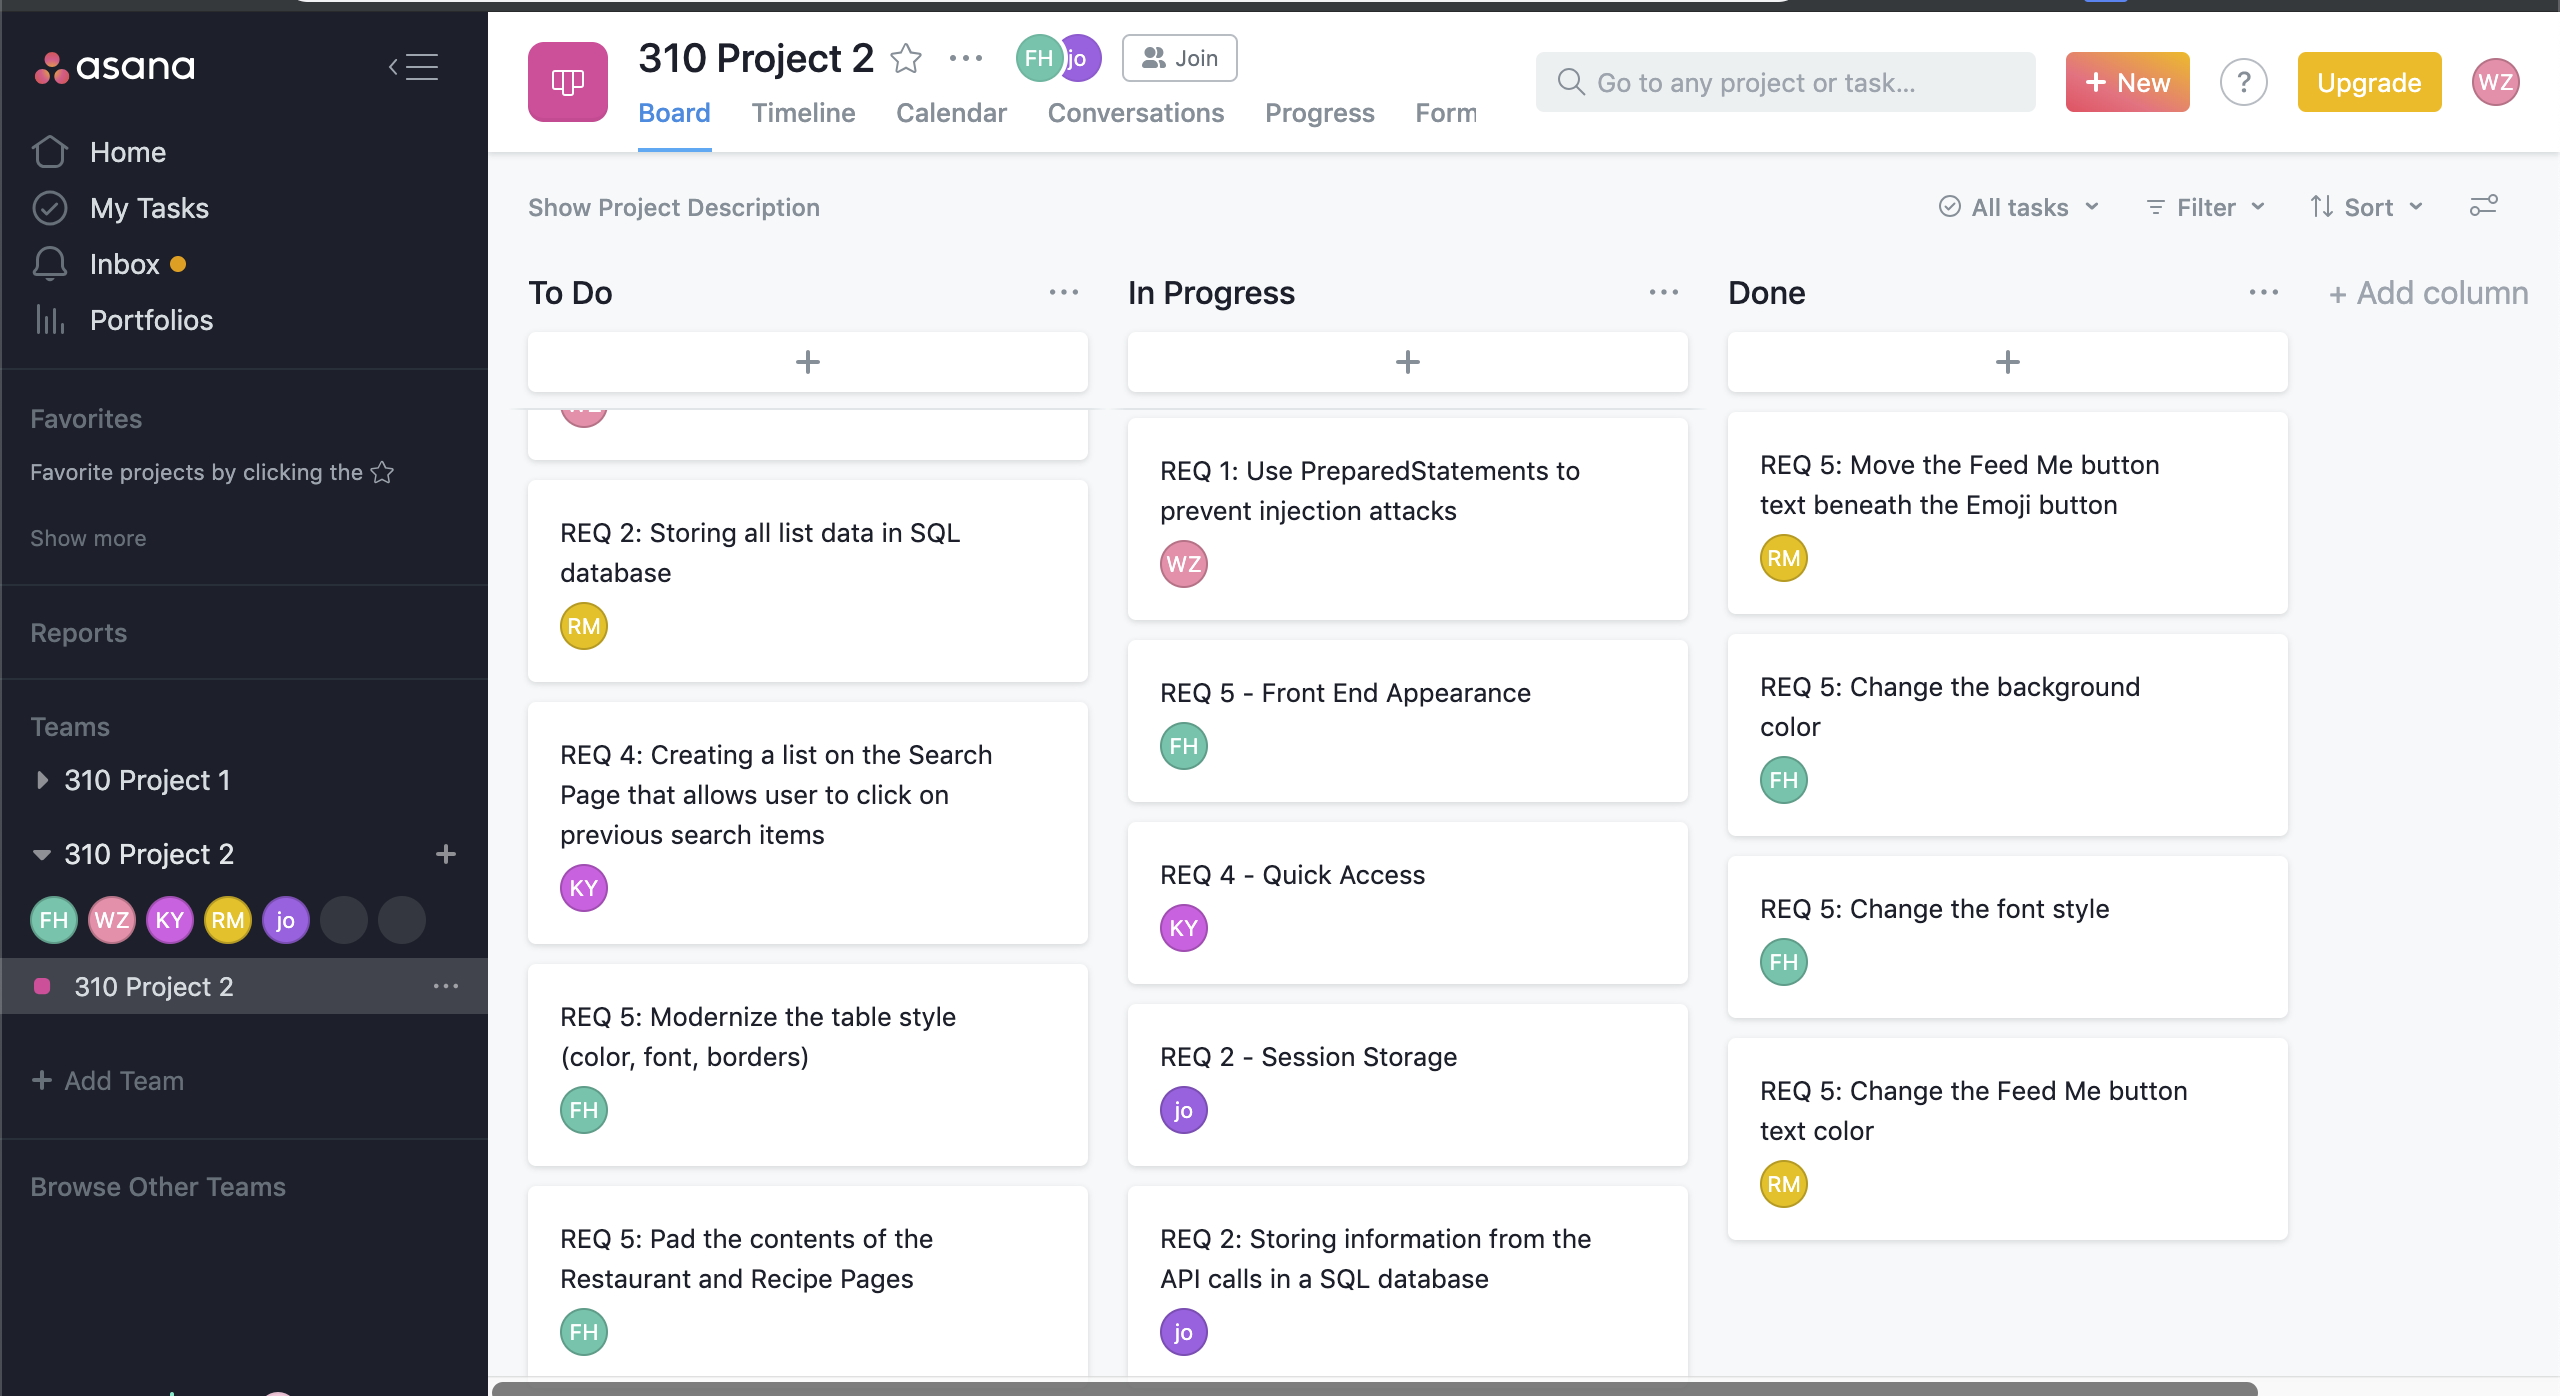 asana
Home
My Tasks
Inbox
Portfolios
Favorites
Favorite projects by clicking the
Show more
Reports
Teams
310 Project 1
310 Project 2
FH WZ KY RM jo
310 Project 2
+ Add Team
Browse Other Teams
310 Project 2
FH jo
Join
Board Timeline Calendar Conversations Progress Form
Go to any project or task...
+ New
?
Upgrade
WZ
Show Project Description
All tasks
Filter
Sort
To Do
+
WZ
REQ 2: Storing all list data in SQL
database
RM
REQ 4: Creating a list on the Search
Page that allows user to click on
previous search items
KY
REQ 5: Modernize the table style
(color, font, borders)
FH
REQ 5: Pad the contents of the
Restaurant and Recipe Pages
FH
In Progress
+
REQ 1: Use PreparedStatements to
prevent injection attacks
WZ
REQ 5 - Front End Appearance
FH
REQ 4 - Quick Access
KY
REQ 2 - Session Storage
jo
REQ 2: Storing information from the
API calls in a SQL database
jo
Done
+
REQ 5: Move the Feed Me button
text beneath the Emoji button
RM
REQ 5: Change the background
color
FH
REQ 5: Change the font style
FH
REQ 5: Change the Feed Me button
text color
RM
+ Add column